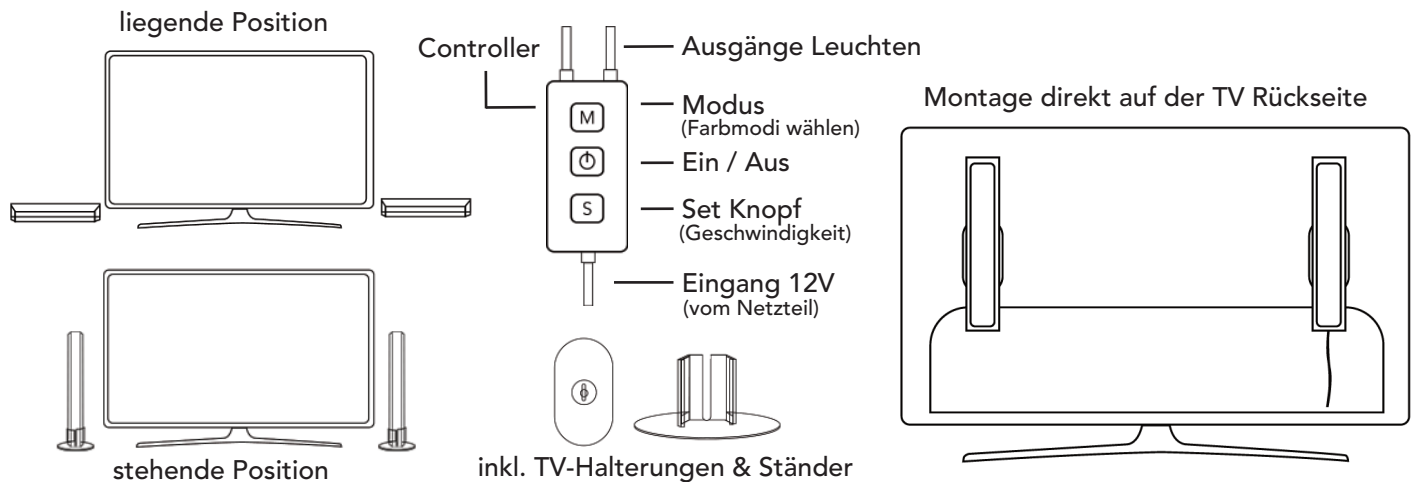 liegende Position
stehende Position
Controller
Ausgänge Leuchten
M
Modus
(Farbmodi wählen)
Ein / Aus
S
Set Knopf
(Geschwindigkeit)
Eingang 12V
(vom Netzteil)
inkl. TV-Halterungen & Ständer
Montage direkt auf der TV Rückseite